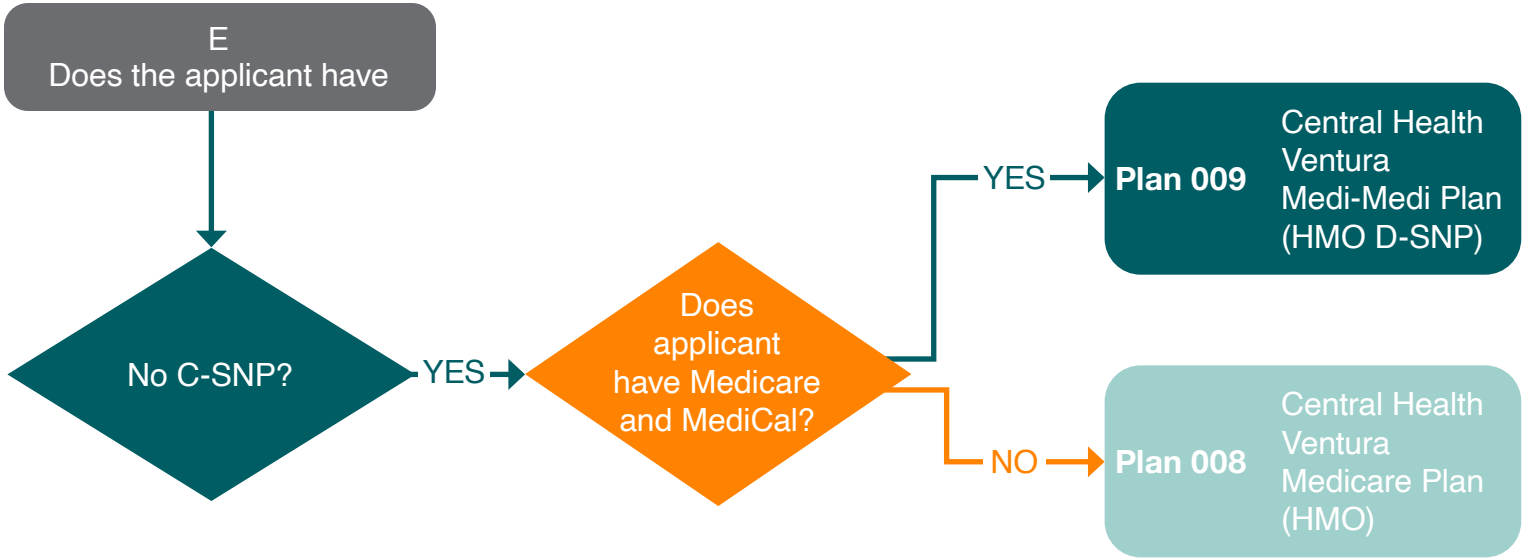 E
Does the applicant have
No C-SNP?
YES
Does
applicant
have Medicare
and MediCal?
YES
Plan 009
Central Health
Ventura
Medi-Medi Plan
(HMO D-SNP)
NO
Plan 008
Central Health
Ventura
Medicare Plan
(HMO)